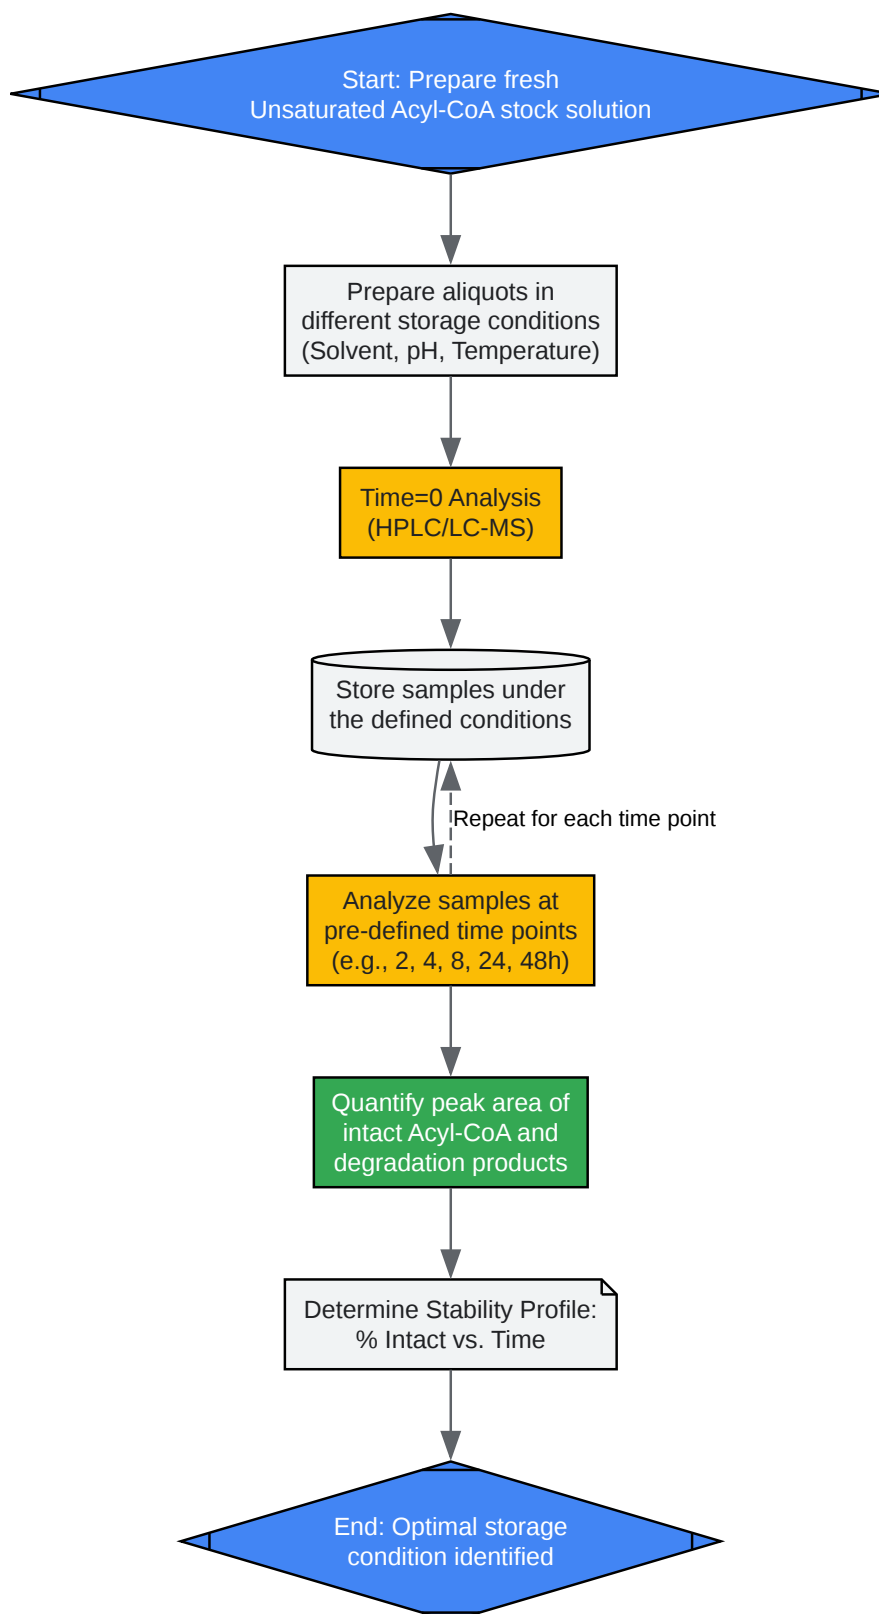 Start: Prepare fresh
Unsaturated Acyl-CoA stock solution
Prepare aliquots in
different storage conditions
(Solvent, pH, Temperature)
Time=0 Analysis
(HPLC/LC-MS)
Store samples under
the defined conditions
Repeat for each time point
Analyze samples at
pre-defined time points
(e.g., 2, 4, 8, 24, 48h)
Quantify peak area of
intact Acyl-CoA and
degradation products
Determine Stability Profile:
% Intact vs. Time
End: Optimal storage
condition identified